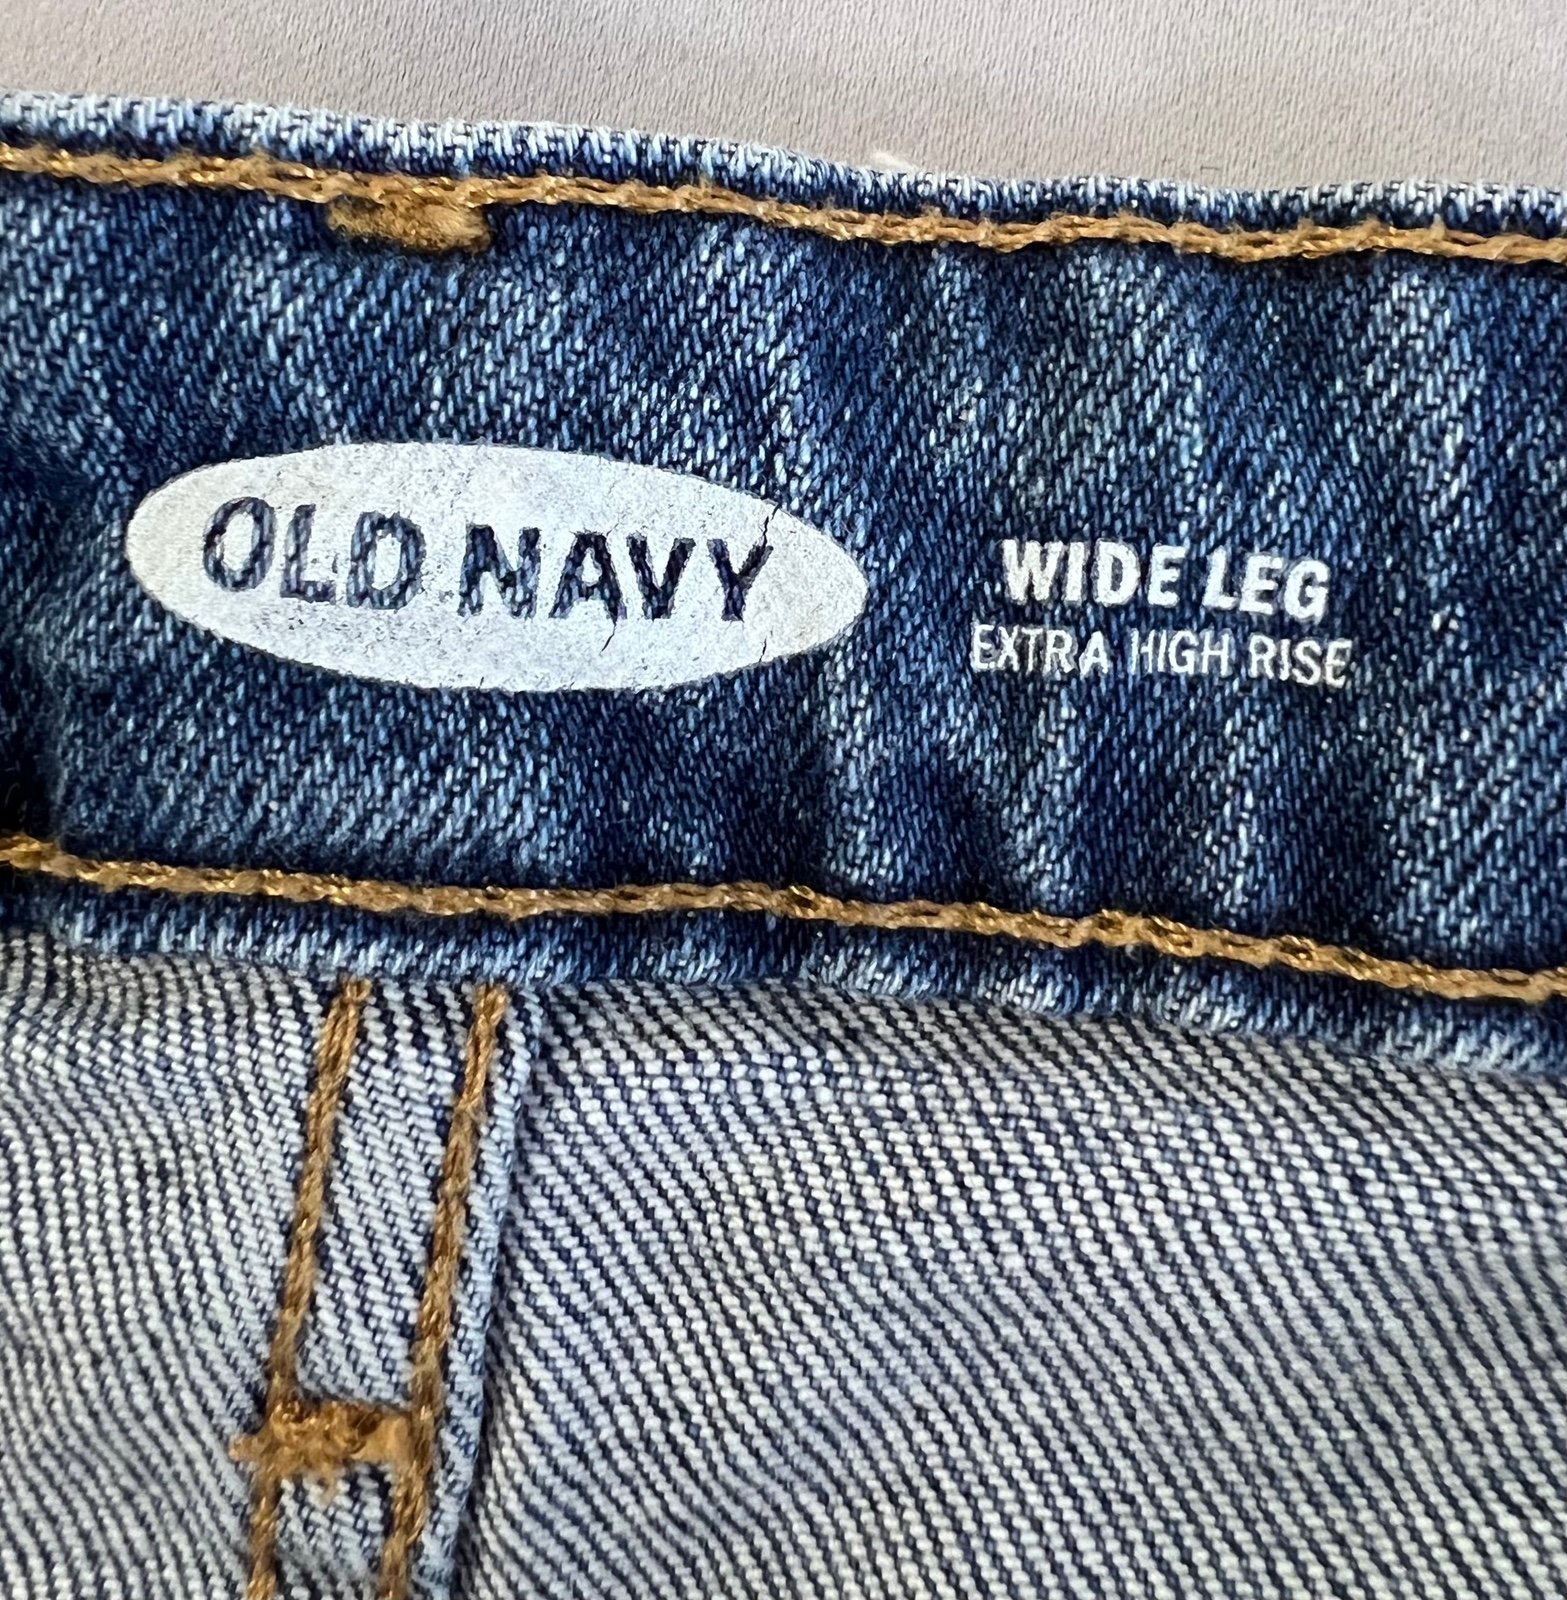 OLD NAVY
WIDE LEG
EXTRA HIGH RISE